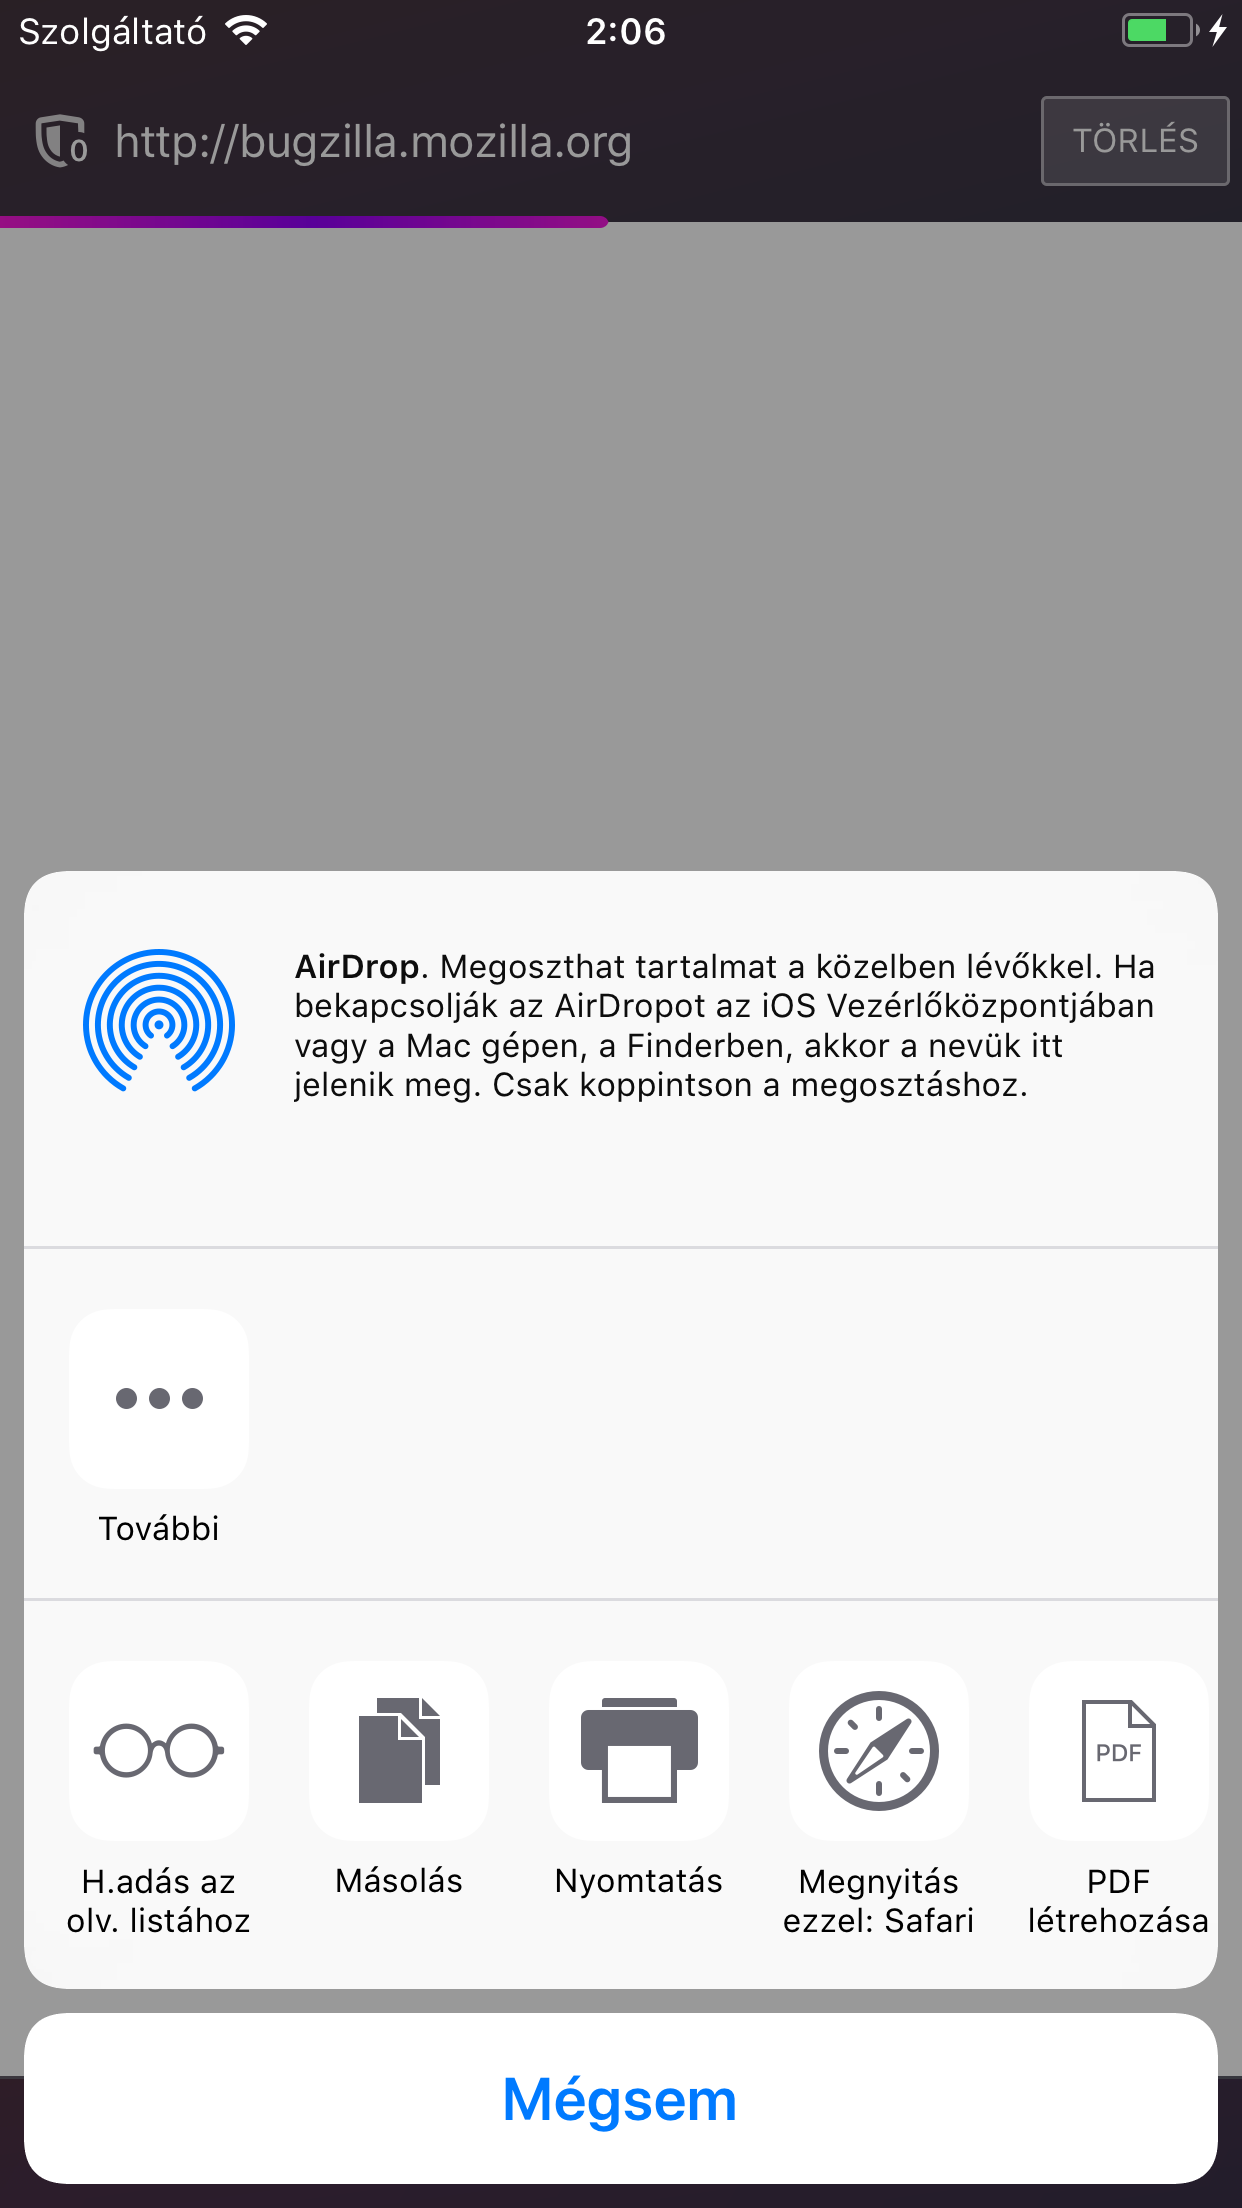 Szolgáltató 2:06
0 http://bugzilla.mozilla.org TÖRLÉS
AirDrop. Megoszthat tartalmat a közelben lévőkkel. Ha
bekapcsolják az AirDropot az iOS Vezérlőközpontjában
vagy a Mac gépen, a Finderben, akkor a nevük itt
jelenik meg. Csak koppintson a megosztáshoz.
További
PDF
H.adás az
olv. listához
Másolás
Nyomtatás
Megnyitás
ezzel: Safari
PDF
létrehozása
Mégsem